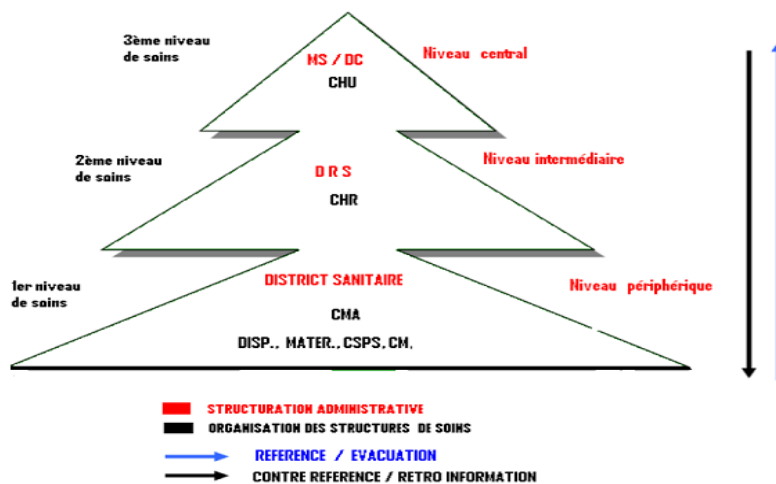 3ème niveau
de soins
MS / DC
CHU
Niveau central
2ème niveau
de soins
D R S
CHR
Niveau intermédiaire
1er niveau
de soins
DISTRICT SANITAIRE
CMA
DISP., MATER., CSPS, CM,
Niveau périphérique
STRUCTURATION ADMINISTRATIVE
ORGANISATION DES STRUCTURES DE SOINS
REFERENCE / EVACUATION
CONTRE REFERENCE / RETRO INFORMATION